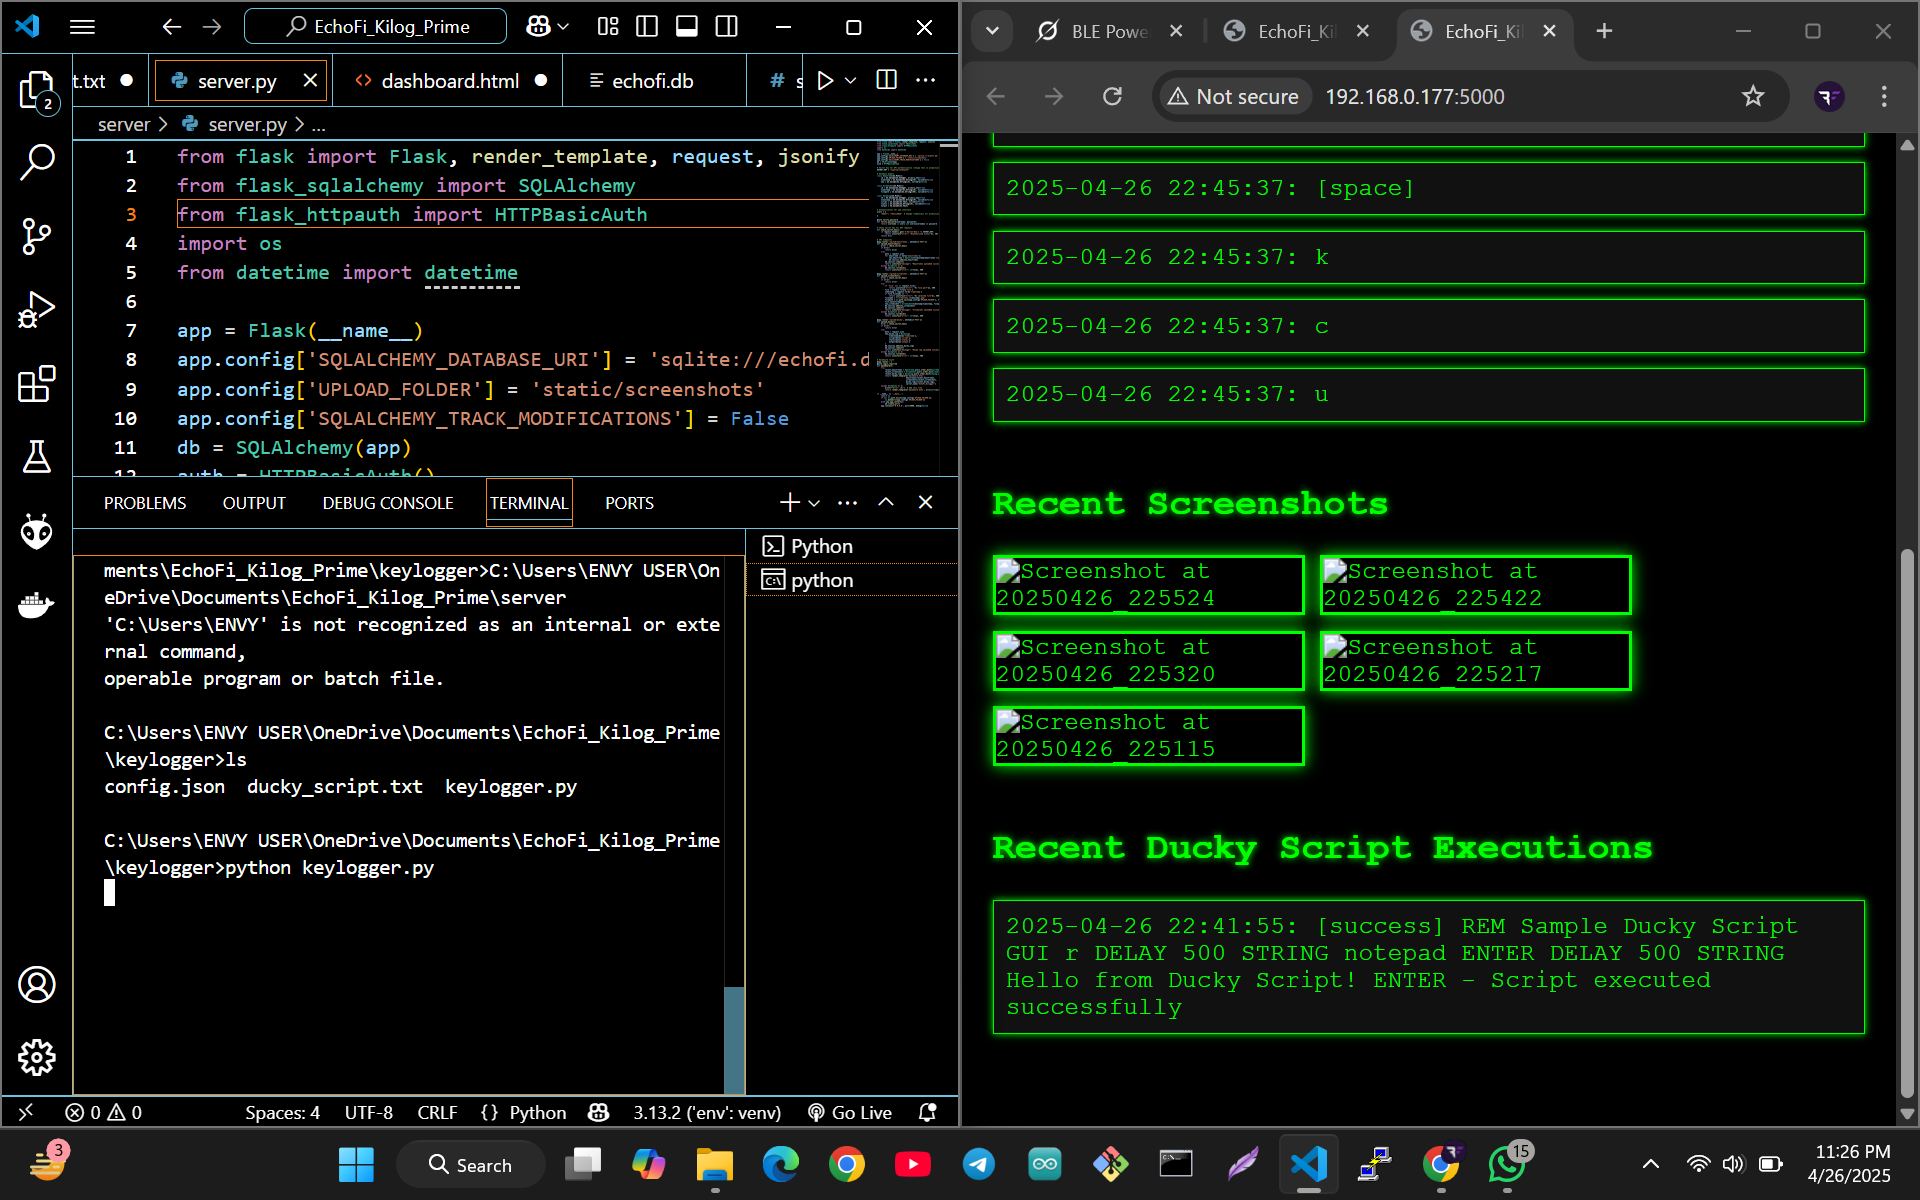 EchoFi_Kilog_Prime
t.txt
server.py
dashboard.html
echofi.db
# s
server > server.py > ...
1 from flask import Flask, render_template, request, jsonify
2 from flask_sqlalchemy import SQLAlchemy
3 from flask_httpauth import HTTPBasicAuth
4 import os
5 from datetime import datetime
6
7 app = Flask(__name__)
8 app.config['SQLALCHEMY_DATABASE_URI'] = 'sqlite:///echofi.d
9 app.config['UPLOAD_FOLDER'] = 'static/screenshots'
10 app.config['SQLALCHEMY_TRACK_MODIFICATIONS'] = False
11 db = SQLAlchemy(app)
12 auth = HTTPBasicAuth()
2
PROBLEMS OUTPUT DEBUG CONSOLE TERMINAL PORTS
Python
python
ments\EchoFi_Kilog_Prime\keylogger>C:\Users\ENVY USER\On
eDrive\Documents\EchoFi_Kilog_Prime\server
'C:\Users\ENVY' is not recognized as an internal or exte
rnal command,
operable program or batch file.
C:\Users\ENVY USER\OneDrive\Documents\EchoFi_Kilog_Prime
\keylogger>ls
config.json  ducky_script.txt  keylogger.py
C:\Users\ENVY USER\OneDrive\Documents\EchoFi_Kilog_Prime
\keylogger>python keylogger.py
0 0 Spaces: 4 UTF-8 CRLF {} Python 3.13.2 ('env': venv) Go Live
BLE Powe
EchoFi_Ki
EchoFi_Ki
Not secure 192.168.0.177:5000
2025-04-26 22:45:37: [space]
2025-04-26 22:45:37: k
2025-04-26 22:45:37: c
2025-04-26 22:45:37: u
Recent Screenshots
Screenshot at
20250426_225524
Screenshot at
20250426_225422
Screenshot at
20250426_225320
Screenshot at
20250426_225217
Screenshot at
20250426_225115
Recent Ducky Script Executions
2025-04-26 22:41:55: [success] REM Sample Ducky Script
GUI r DELAY 500 STRING notepad ENTER DELAY 500 STRING
Hello from Ducky Script! ENTER - Script executed
successfully
3
Search
15
11:26 PM
4/26/2025